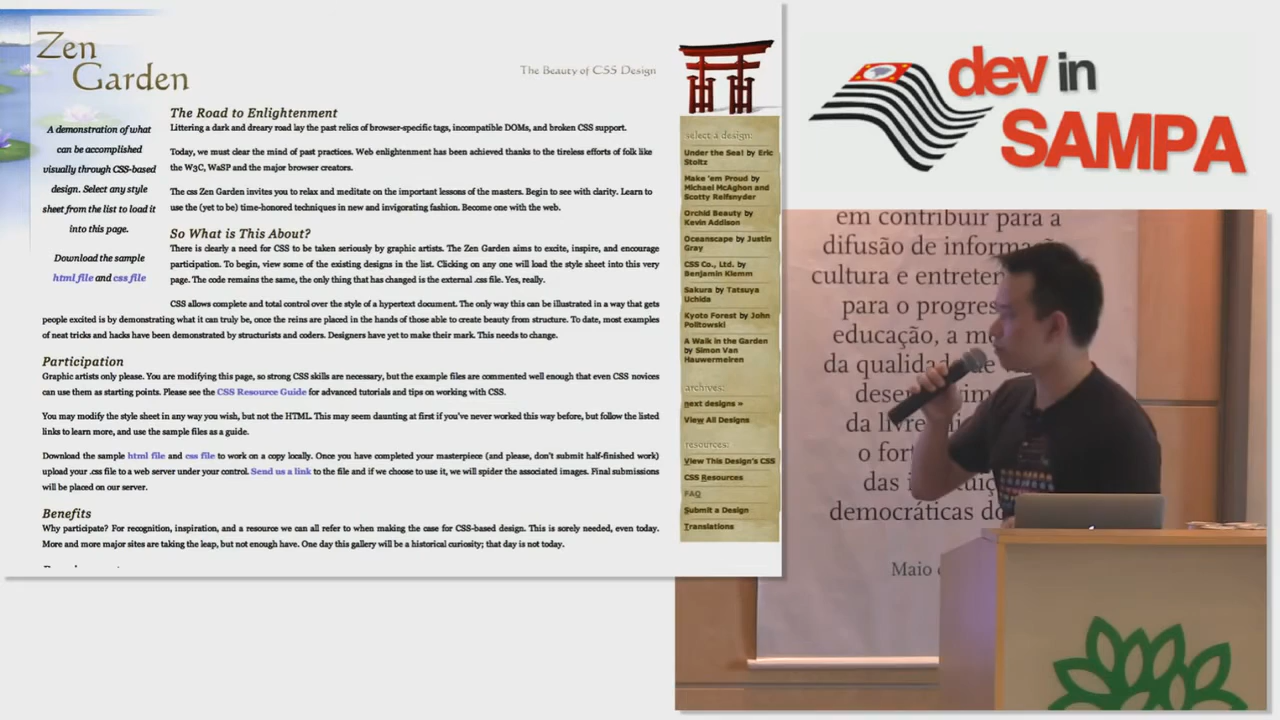 Zen
Garden
The Beauty of CSS Design
A demonstration of what
can be accomplished
visually through CSS-based
design. Select any style
sheet from the list to load it
into this page.
Download the sample
html file and css file
The Road to Enlightenment
Littering a dark and dreary road lay the past relics of browser-specific tags, incompatible DOMs, and broken CSS support.
Today, we must clear the mind of past practices. Web enlightenment has been achieved thanks to the tireless efforts of folk like
the W3C, WaSP and the major browser creators.
The css Zen Garden invites you to relax and meditate on the important lessons of the masters. Begin to see with clarity. Learn to
use the (yet to be) time-honored techniques in new and invigorating fashion. Become one with the web.
So What is This About?
There is clearly a need for CSS to be taken seriously by graphic artists. The Zen Garden aims to excite, inspire, and encourage
participation. To begin, view some of the existing designs in the list. Clicking on any one will load the style sheet into this very
page. The code remains the same, the only thing that has changed is the external .css file. Yes, really.
CSS allows complete and total control over the style of a hypertext document. The only way this can be illustrated in a way that gets
people excited is by demonstrating what it can truly be, once the reins are placed in the hands of those able to create beauty from structure. To date, most examples
of neat tricks and hacks have been demonstrated by structurists and coders. Designers have yet to make their mark. This needs to change.
Participation
Graphic artists only please. You are modifying this page, so strong CSS skills are necessary, but the example files are commented well enough that even CSS novices
can use them as starting points. Please see the CSS Resource Guide for advanced tutorials and tips on working with CSS.
You may modify the style sheet in any way you wish, but not the HTML. This may seem daunting at first if you've never worked this way before, but follow the listed
links to learn more, and use the sample files as a guide.
Download the sample html file and css file to work on a copy locally. Once you have completed your masterpiece (and please, don't submit half-finished work)
upload your .css file to a web server under your control. Send us a link to the file and if we choose to use it, we will spider the associated images. Final submissions
will be placed on our server.
Benefits
Why participate? For recognition, inspiration, and a resource we can all refer to when making the case for CSS-based design. This is sorely needed, even today.
More and more major sites are taking the leap, but not enough have. One day this gallery will be a historical curiosity; that day is not today.
select a design:
Under the Sea! by Eric
Stoltz
Make 'em Proud by
Michael McAghon and
Scotty Reifsnyder
Orchid Beauty by
Kevin Addison
Oceanscape by Justin
Gray
CSS Co., Ltd. by
Benjamin Klemm
Sakura by Tatsuya
Uchida
Kyoto Forest by John
Politowski
A Walk in the Garden
by Simon Van
Hauwermeiren
archives:
next designs »
View All Designs
resources:
View This Design's CSS
CSS Resources
FAQ
Submit a Design
Translations
dev in
SAMPA
em contribuir para a
difusão de
cultura e
para o
educação, a
da
da livre
o
das
democráticas
Maio